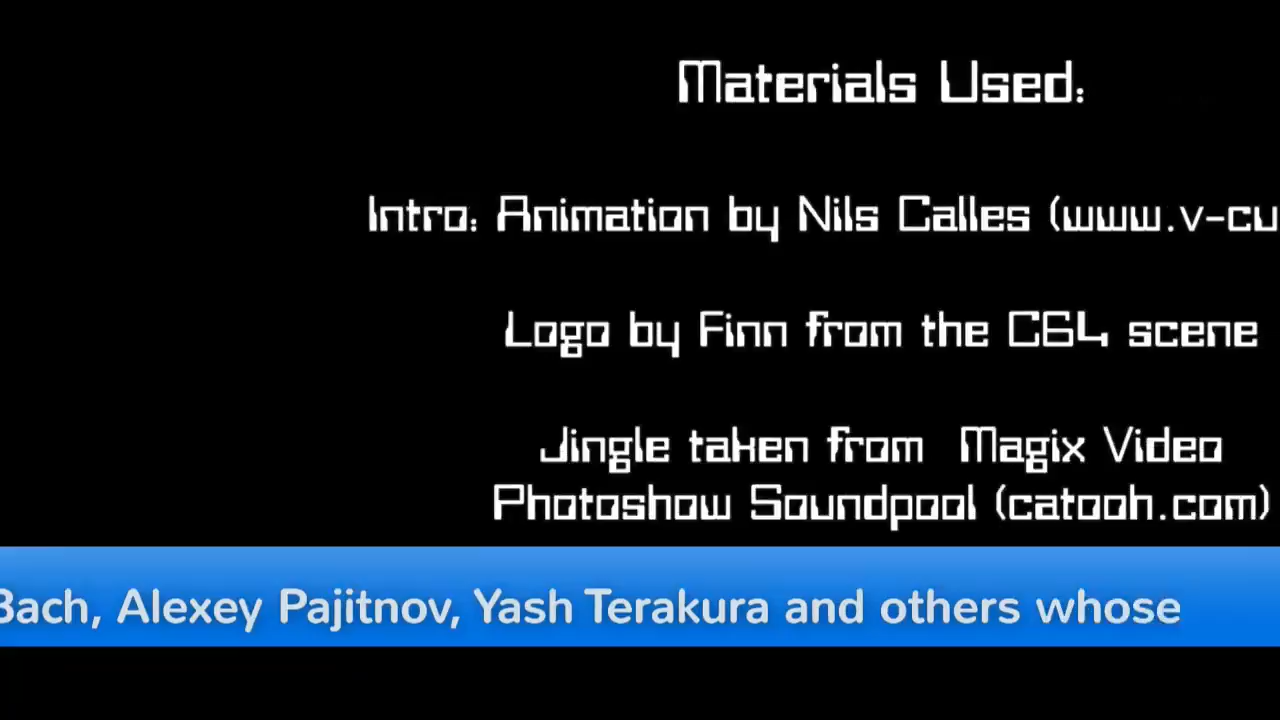 Materials Used:
Intro: Animation by Nils Calles (www.v-cu
Logo by Finn from the C64 scene
Jingle taken from Magix Video
Photoshow Soundpool (catooh.com)
Bach, Alexey Pajitnov, Yash Terakura and others whose